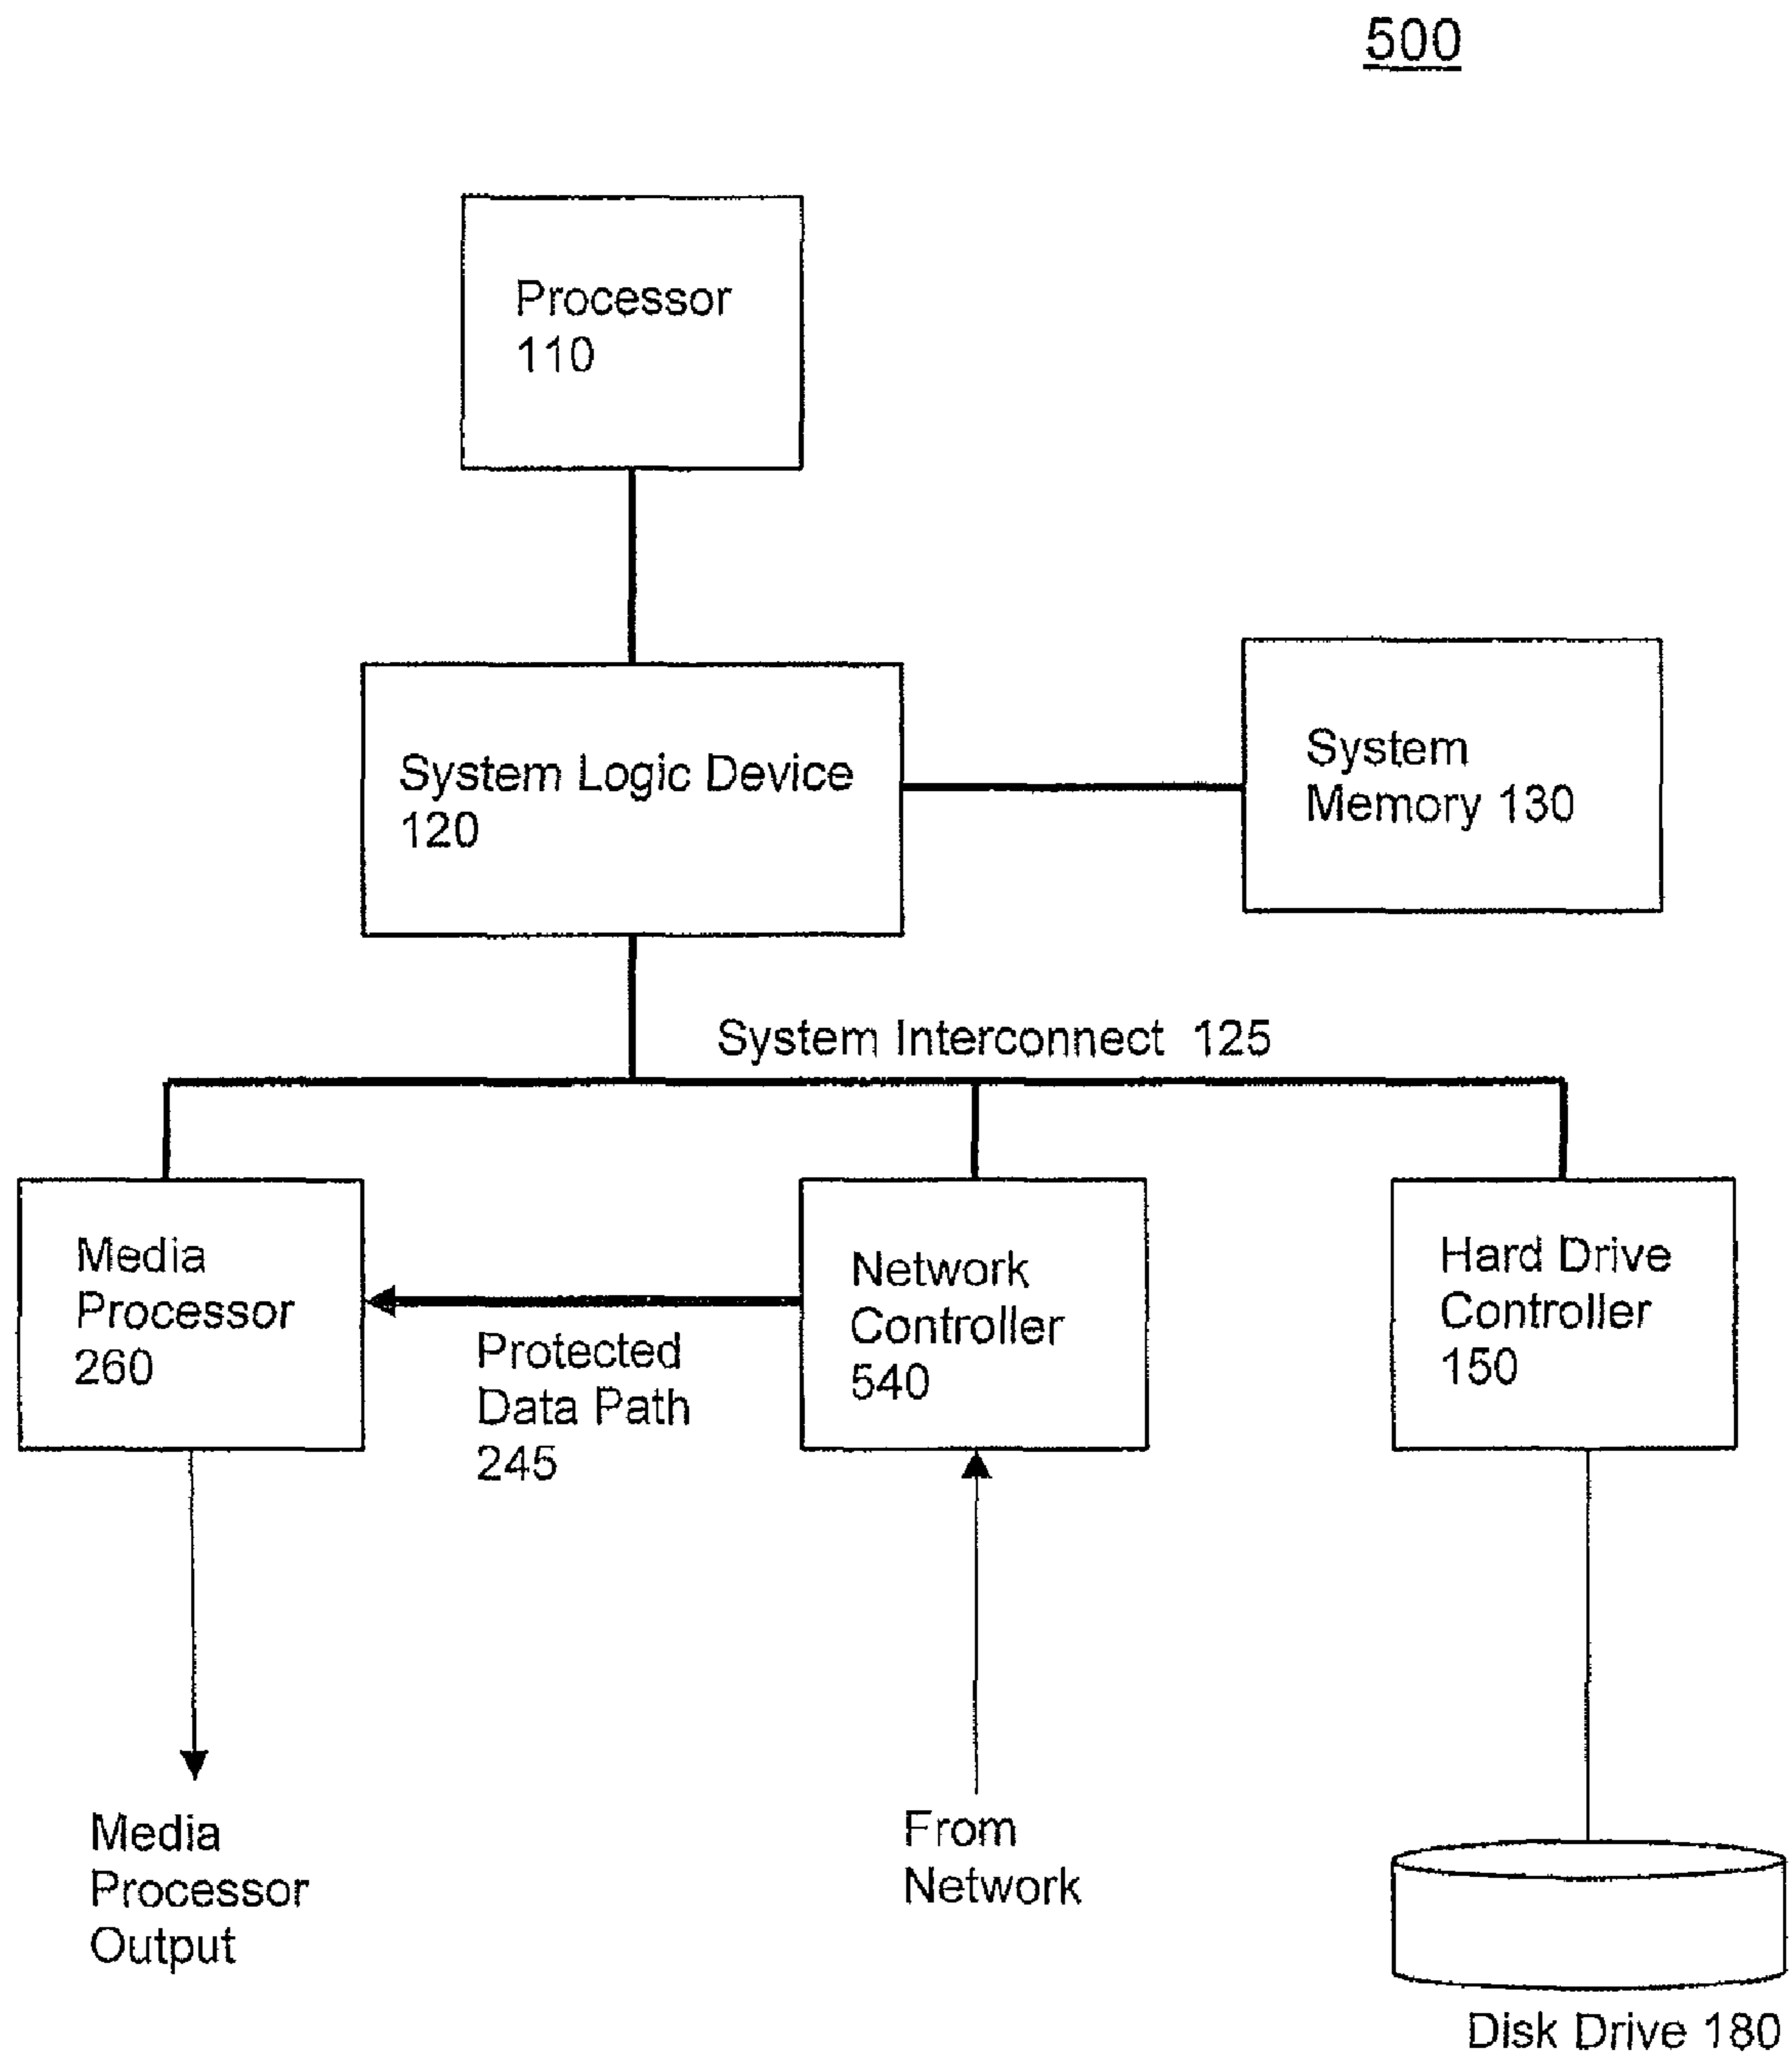 500
Processor
110
System Logic Device
120
System
Memory 130
System Interconnect 125
Media
Processor
260
Protected
Data Path
245
Network
Controller
540
Hard Drive
Controller
150
Media
Processor
Output
From
Network
Disk Drive 180